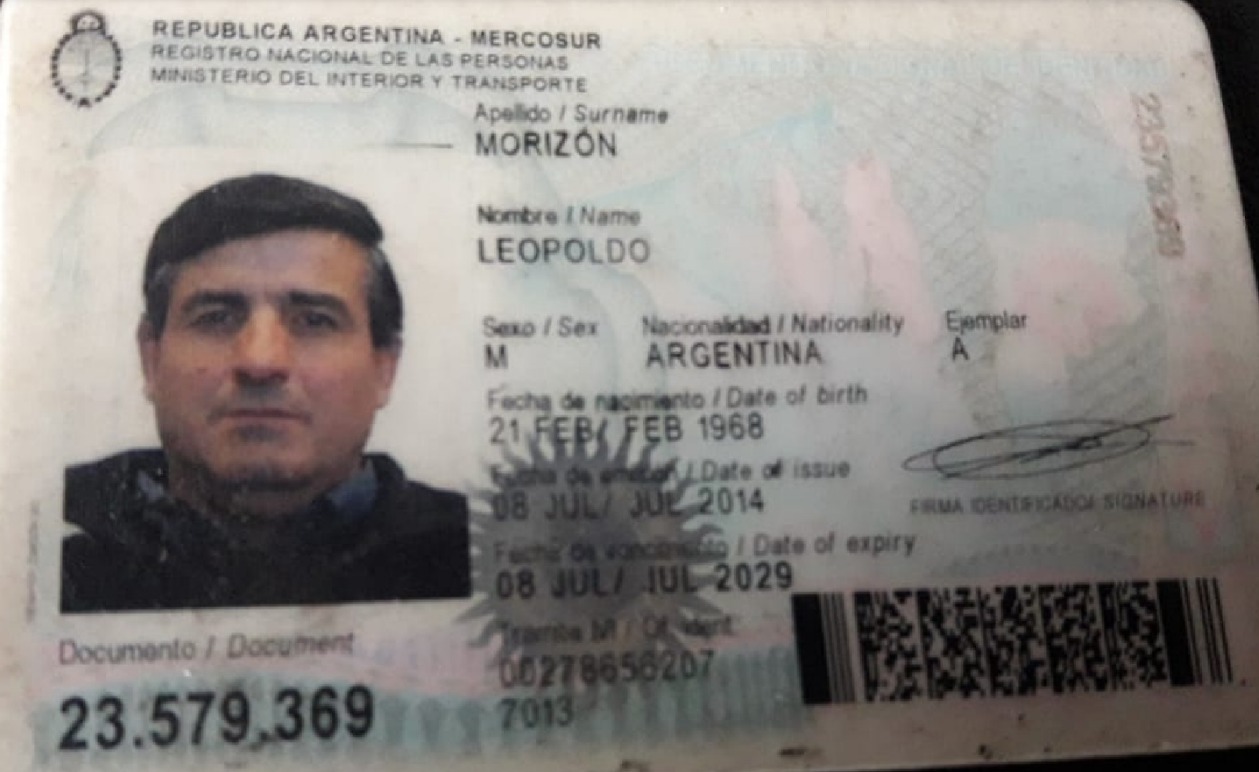 REPUBLICA ARGENTINA - MERCOSUR
REGISTRO NACIONAL DE LAS PERSONAS
MINISTERIO DEL INTERIOR Y TRANSPORTE
Apellido / Surname
MORIZÓN
Nombre / Name
LEOPOLDO
Sexo / Sex Nacionalidad / Nationality Ejemplar
M ARGENTINA A
Fecha de nacimiento / Date of birth
21 FEB/ FEB 1968
Fecha de / Date of issue
08 JUL/ JUL 2014
FIRMA IDENTIFICADO/ SIGNATURE
Fecha de vencimiento / Date of expiry
08 JUL/ JUL 2029
Documento / Document
Tramite Nº / Of. Ident.
00278656207
7013
23.579.369